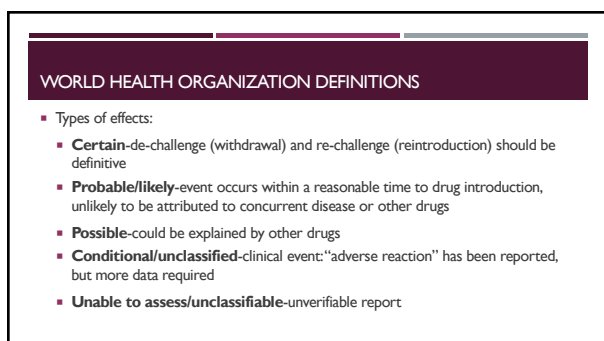 WORLD HEALTH ORGANIZATION DEFINITIONS
▪ Types of effects:
▪ Certain-de-challenge (withdrawal) and re-challenge (reintroduction) should be
definitive
▪ Probable/likely-event occurs within a reasonable time to drug introduction,
unlikely to be attributed to concurrent disease or other drugs
▪ Possible-could be explained by other drugs
▪ Conditional/unclassified-clinical event: “adverse reaction” has been reported,
but more data required
▪ Unable to assess/unclassifiable-unverifiable report